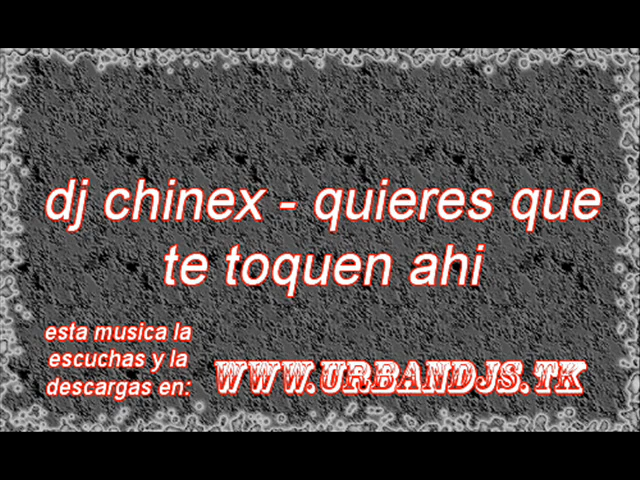 dj chinex - quieres que
te toquen ahi
esta musica la
escuchas y la
descargas en:
WWW.URBANDJS.TK